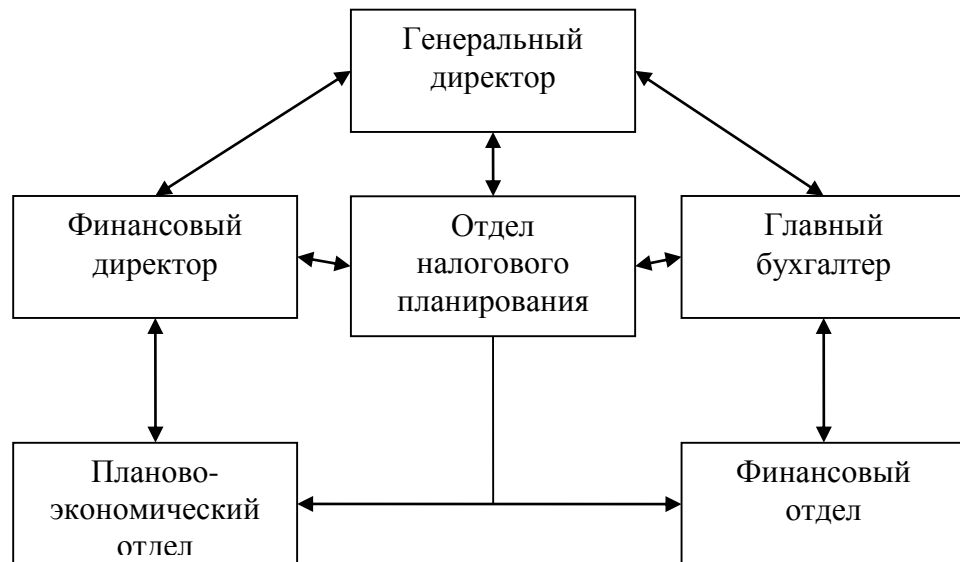 Генеральный
директор
Финансовый
директор
Отдел
налогового
планирования
Главный
бухгалтер
Планово-
экономический
отдел
Финансовый
отдел